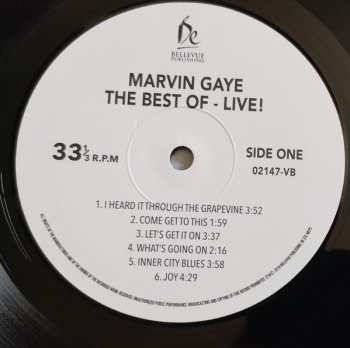 Be
BELLEVUE
PUBLISHING
MARVIN GAYE
THE BEST OF - LIVE!
33 1/3 R.P.M
SIDE ONE
02147-VB
1. I HEARD IT THROUGH THE GRAPEVINE 3:52
2. COME GET TO THIS 1:59
3. LET'S GET IT ON 3:37
4. WHAT'S GOING ON 2:16
5. INNER CITY BLUES 3:58
6. JOY 4:29